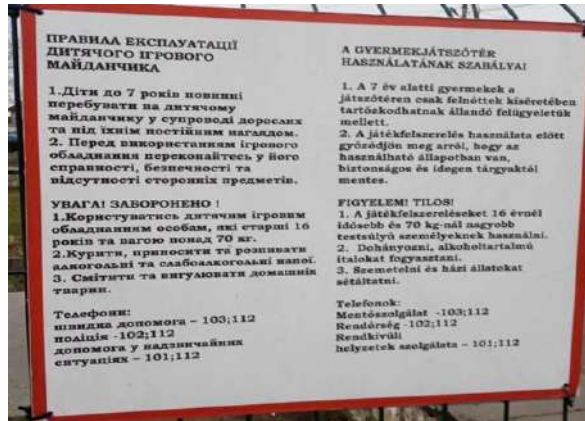 ПРАВИЛА ЕКСПЛУАТАЦІЇ
ДИТЯЧОГО ІГРОВОГО
МАЙДАНЧИКА
1.Діти до 7 років повинні
перебувати на дитячому
майданчику у супроводі дорослих
та під їхнім постійним наглядом.
2. Перед використанням ігрового
обладнання переконайтесь у його
справності, безпечності та
відсутності сторонніх предметів.
УВАГА! ЗАБОРОНЕНО !
1.Користуватись дитячим ігровим
обладнанням особам, які старші 16
років та вагою понад 70 кг.
2.Курити, приносити та розпивати
алкогольні та слабоалкогольні напої.
3. Смітити та вигулювати домашніх
тварин.
Телефони:
швидка допомога – 103;112
поліція -102;112
допомога у надзвичайних
ситуаціях – 101;112
A GYERMEKJÁTSZÓTÉR
HASZNÁLATÁNAK SZABÁLYAI
1. A 7 év alatti gyermekek a
játszótéren csak felnőttek kíséretében
tartózkodhatnak állandó felügyeletük
mellett.
2. A játékfelszerelés használata előtt
győződjön meg arról, hogy az
használható állapotban van,
biztonságos és idegen tárgyaktól
mentes.
FIGYELEM! TILOS!
1. A játékfelszereléseket 16 évnél
idősebb és 70 kg-nál nagyobb
testsúlyú személyeknek használni.
2. Dohányozni, alkoholtartalmú
italokat fogyasztani.
3. Szemetelni és házi állatokat
sétáltatni.
Telefonok:
Mentőszolgálat -103;112
Rendőrség -102;112
Rendkívüli
helyzetek szolgálata – 101;112